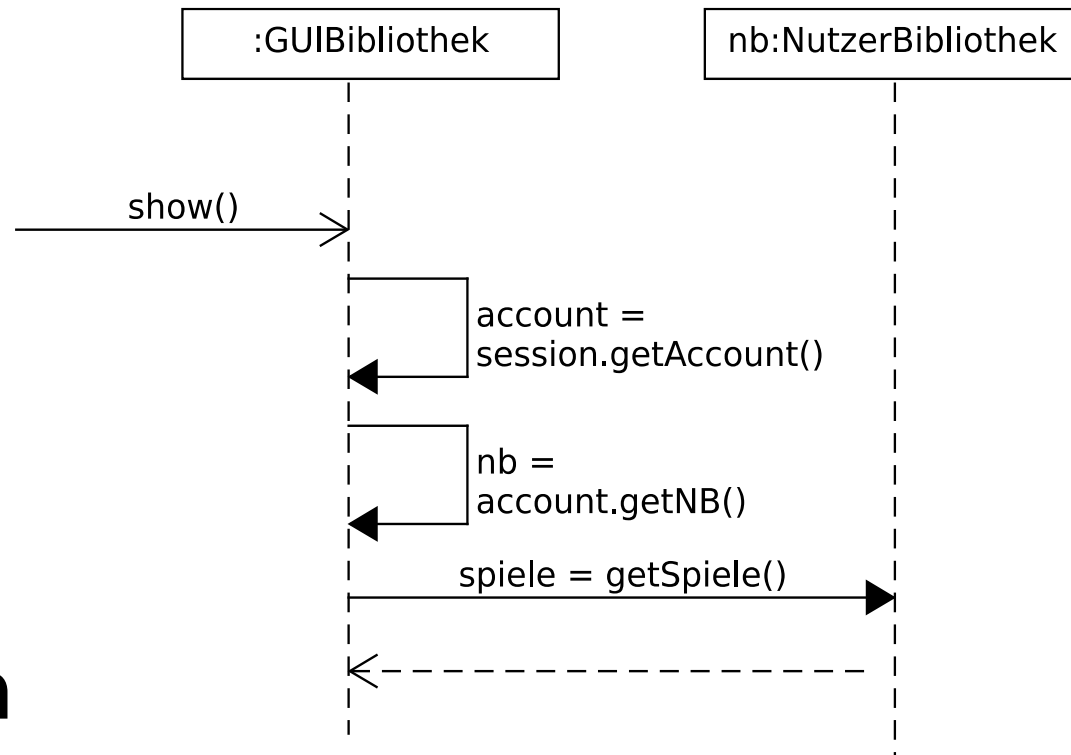 :GUIBibliothek
nb:NutzerBibliothek
show()
account =
session.getAccount()
nb =
account.getNB()
spiele = getSpiele()